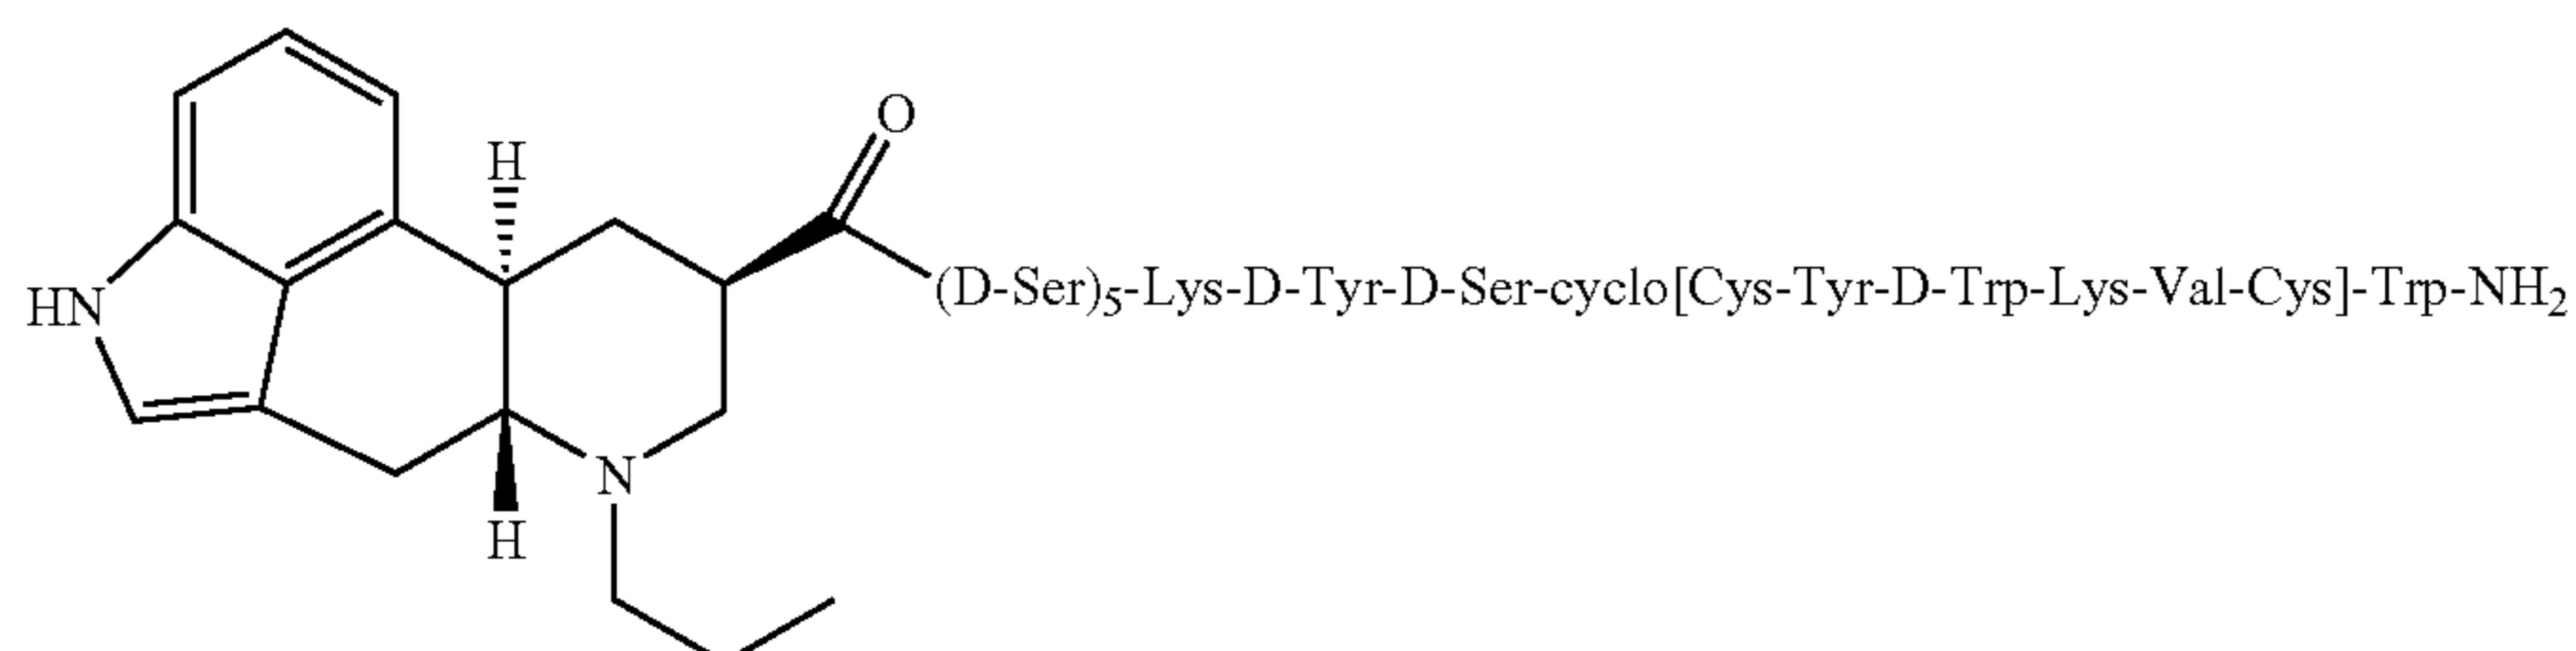 O
H
(D-Ser)5-Lys-D-Tyr-D-Ser-cyclo[Cys-Tyr-D-Trp-Lys-Val-Cys]-Trp-NH2
HN
N
H